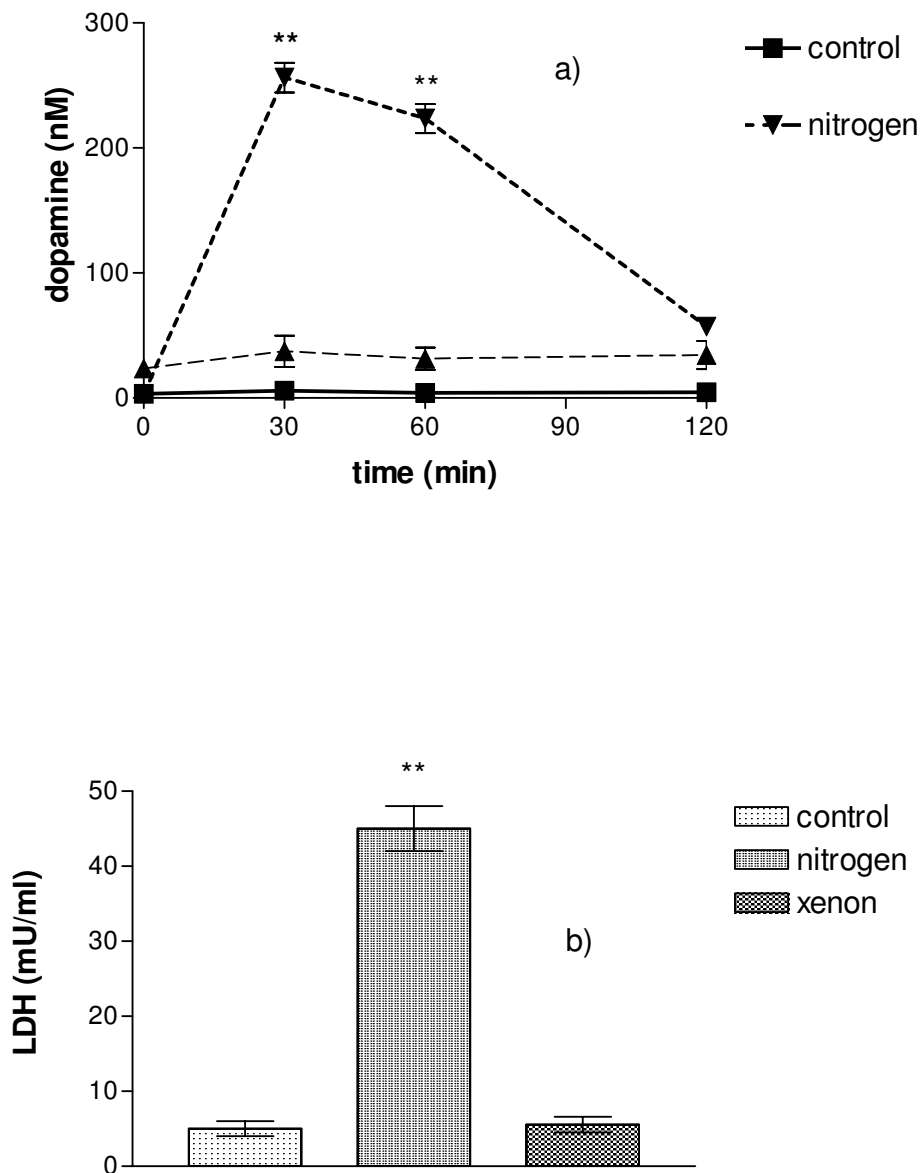 300
200
100
0
dopamine (nM)
**
**
a)
control
nitrogen
0 30 60 90 120
time (min)
50
40
30
20
10
0
LDH (mU/ml)
**
b)
control
nitrogen
xenon